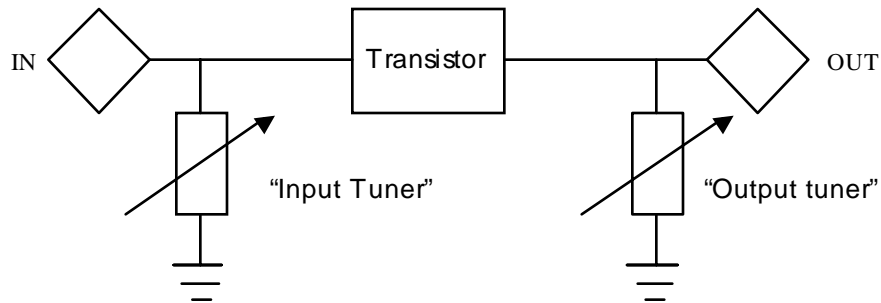 IN
Transistor
OUT
“Input Tuner”
“Output tuner”